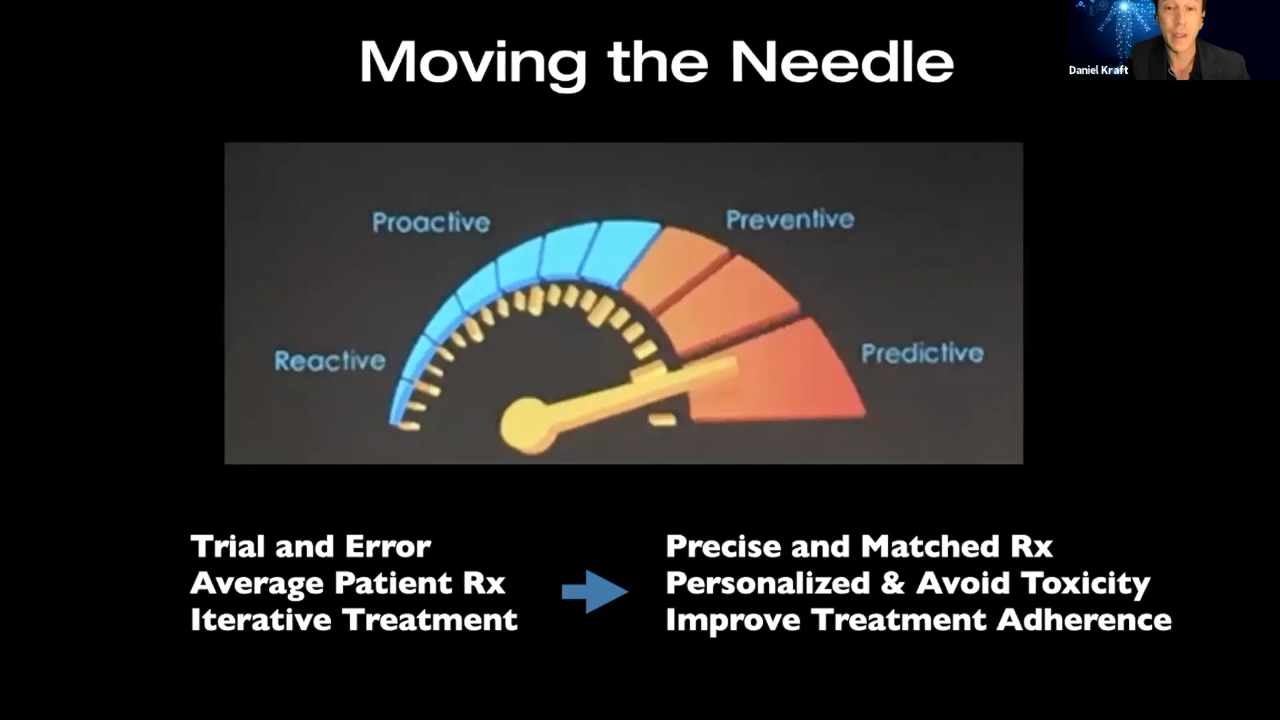 Moving the Needle
Daniel Kraft
Proactive
Preventive
Reactive
Predictive
Trial and Error
Average Patient Rx
Iterative Treatment
Precise and Matched Rx
Personalized & Avoid Toxicity
Improve Treatment Adherence